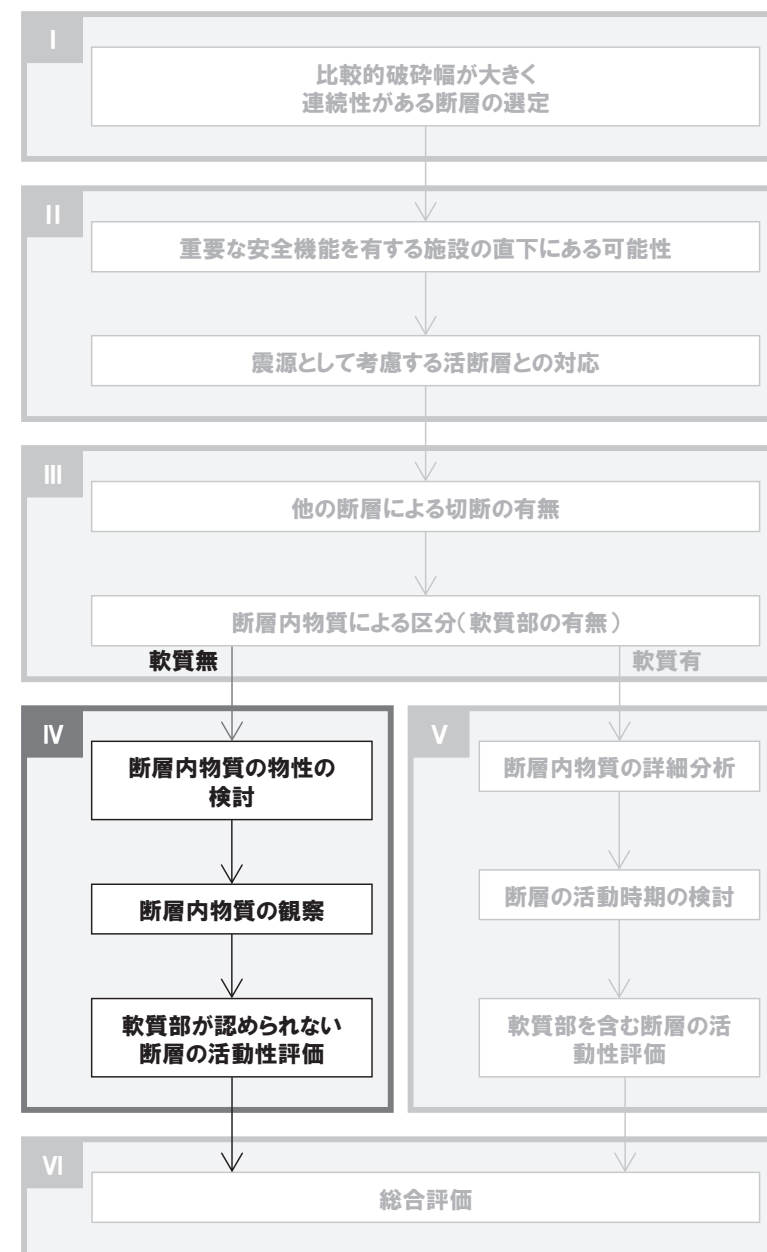 I
比較的破砕幅が大きく
連続性がある断層の選定
II
重要な安全機能を有する施設の直下にある可能性
震源として考慮する活断層との対応
III
他の断層による切断の有無
断層内物質による区分（軟質部の有無）
軟質無
軟質有
IV
断層内物質の物性の
検討
断層内物質の観察
軟質部が認められない
断層の活動性評価
V
断層内物質の詳細分析
断層の活動時期の検討
軟質部を含む断層の活
動性評価
VI
総合評価